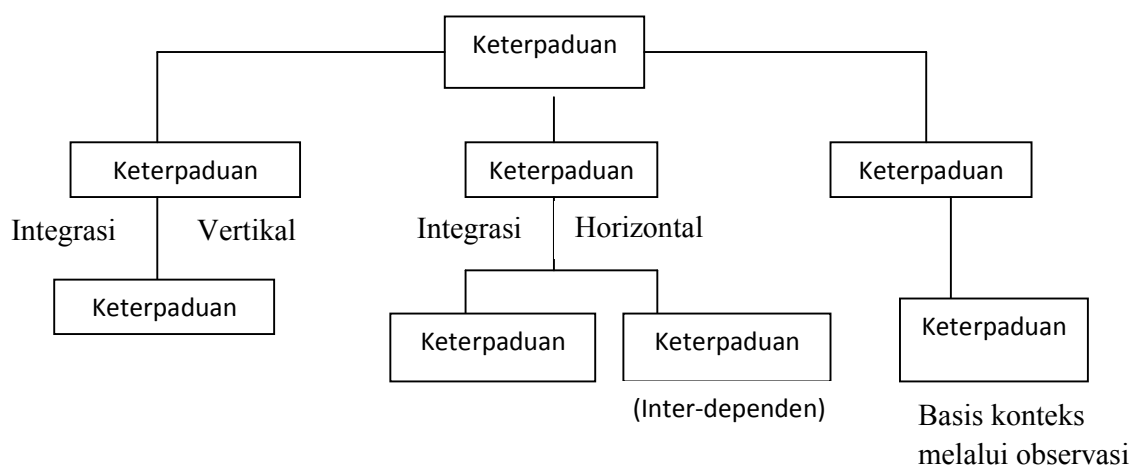 Keterpaduan
Keterpaduan
Keterpaduan
Keterpaduan
Integrasi Vertikal
Integrasi Horizontal
Keterpaduan
Keterpaduan
Keterpaduan
Keterpaduan
(Inter-dependen)
Basis konteks
melalui observasi